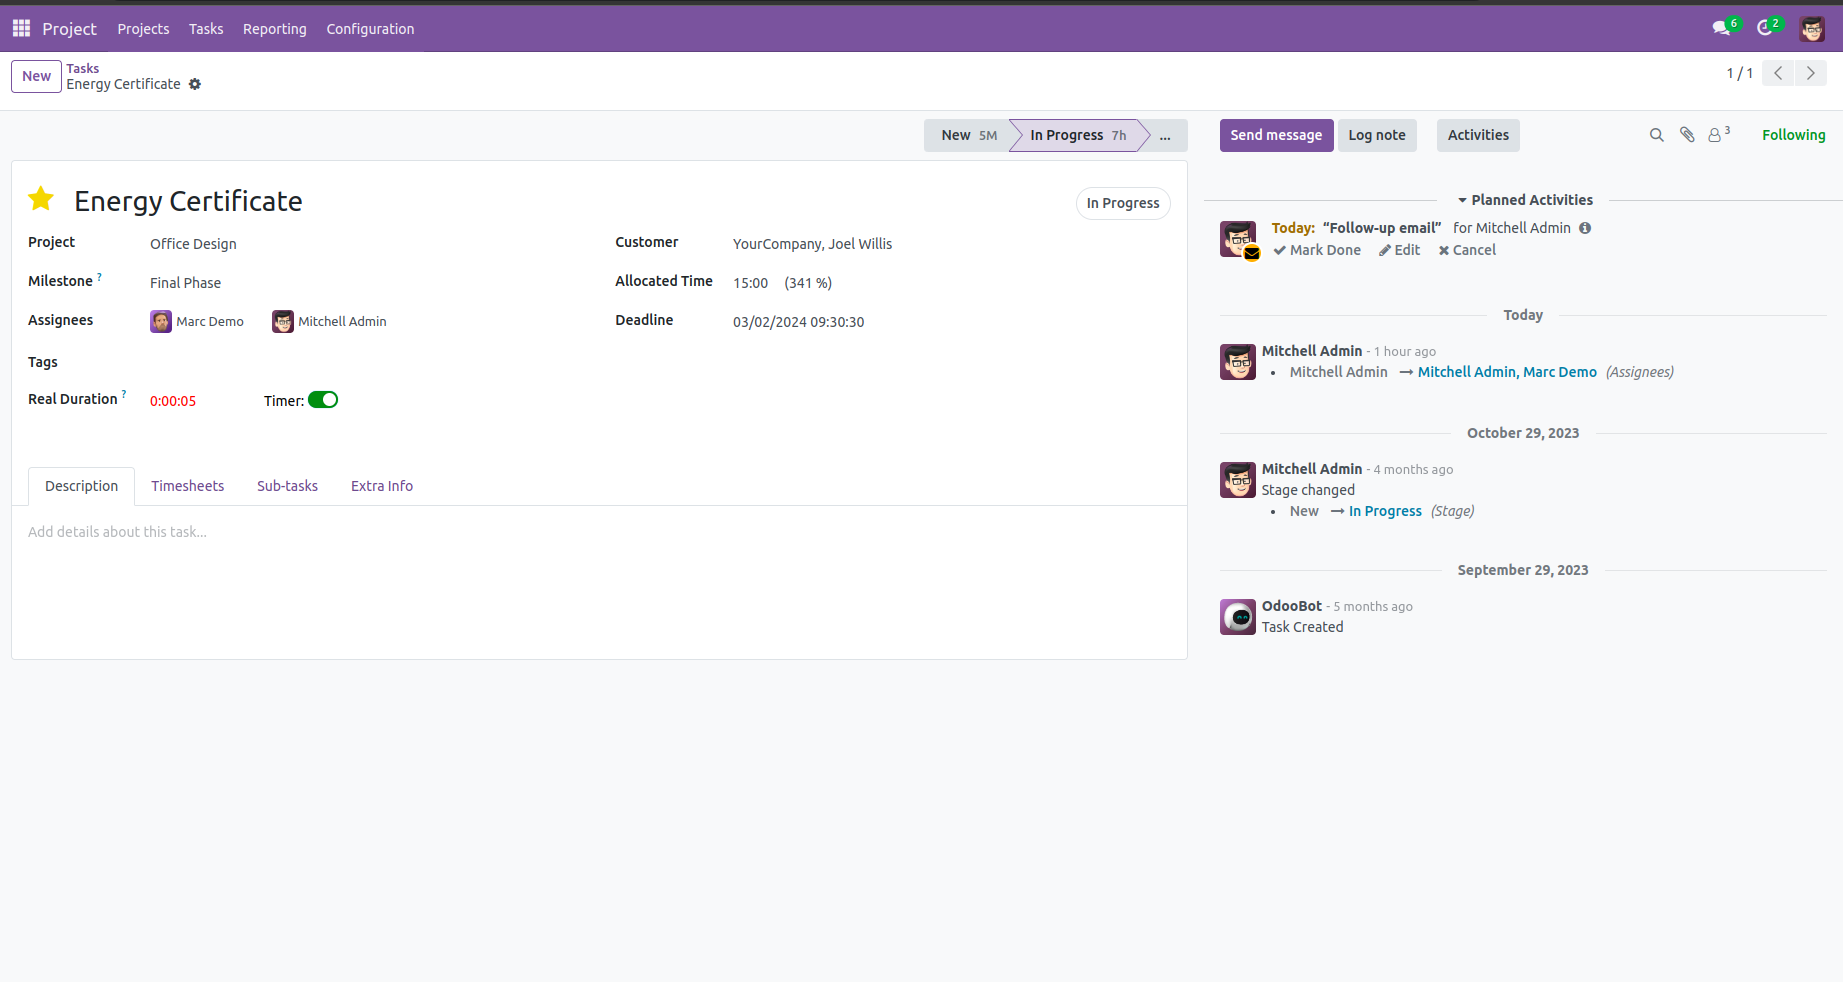 Project Projects Tasks Reporting Configuration 6 2
New Tasks
Energy Certificate
1 / 1
New 5M In Progress 7h ...
Send message Log note Activities 3 Following
Energy Certificate
In Progress
Project Office Design
Customer YourCompany, Joel Willis
Milestone ? Final Phase
Allocated Time 15:00 (341 %)
Assignees Marc Demo Mitchell Admin
Deadline 03/02/2024 09:30:30
Tags
Real Duration ? 0:00:05 Timer:
Description Timesheets Sub-tasks Extra Info
Add details about this task...
Planned Activities
Today: “Follow-up email” for Mitchell Admin
Mark Done Edit Cancel
Today
Mitchell Admin - 1 hour ago
• Mitchell Admin → Mitchell Admin, Marc Demo (Assignees)
October 29, 2023
Mitchell Admin - 4 months ago
Stage changed
• New → In Progress (Stage)
September 29, 2023
OdooBot - 5 months ago
Task Created